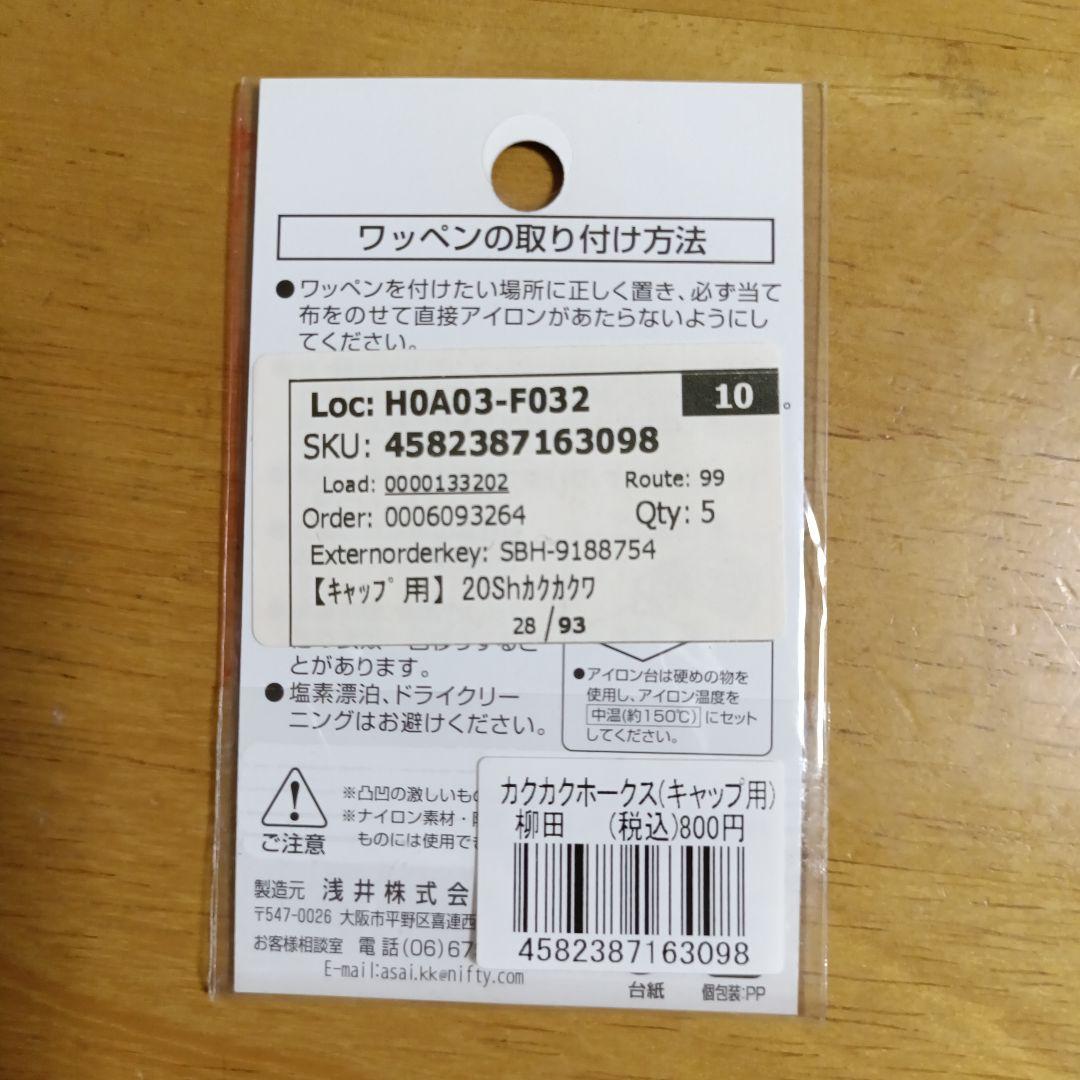 ワッペンの取り付け方法
●ワッペンを付けたい場所に正しく置き、必ず当て
布をのせて直接アイロンがあたらないようにし
てください。
Loc: H0A03-F032
10
。
SKU: 4582387163098
Load: 0000133202
Route: 99
Order: 0006093264
Qty: 5
Externorderkey: SBH-9188754
【ｷｬｯﾌﾟ用】 20Shｶｸｶｸﾜ
28 / 93
とがあります。
●塩素漂泊、ドライクリー
ニングはお避けください。
●アイロン台は硬めの物を
使用し、アイロン温度を
中温(約150℃)にセット
してください。
ご注意
※凸凹の激しいもの
※ナイロン素材・
ものには使用でき
カクカクホークス(キャップ用)
柳田 (税込)800円
4582387163098
製造元 浅井株式会
〒547-0026 大阪市平野区喜連西
お客様相談室 電話(06)67
E-mail:asai.kk@nifty.com
台紙
個包装:PP